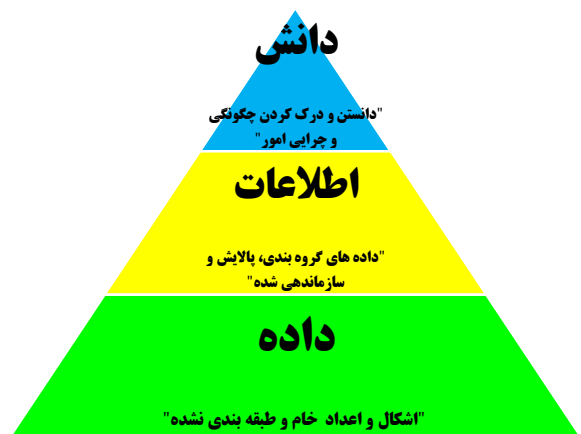 دانش
"دانستن و درک کردن چگونگی
و چرایی امور"
اطلاعات
"داده های گروه بندی، پالایش و
سازماندهی شده"
داده
"اشکال و اعداد خام و طبقه بندی نشده"